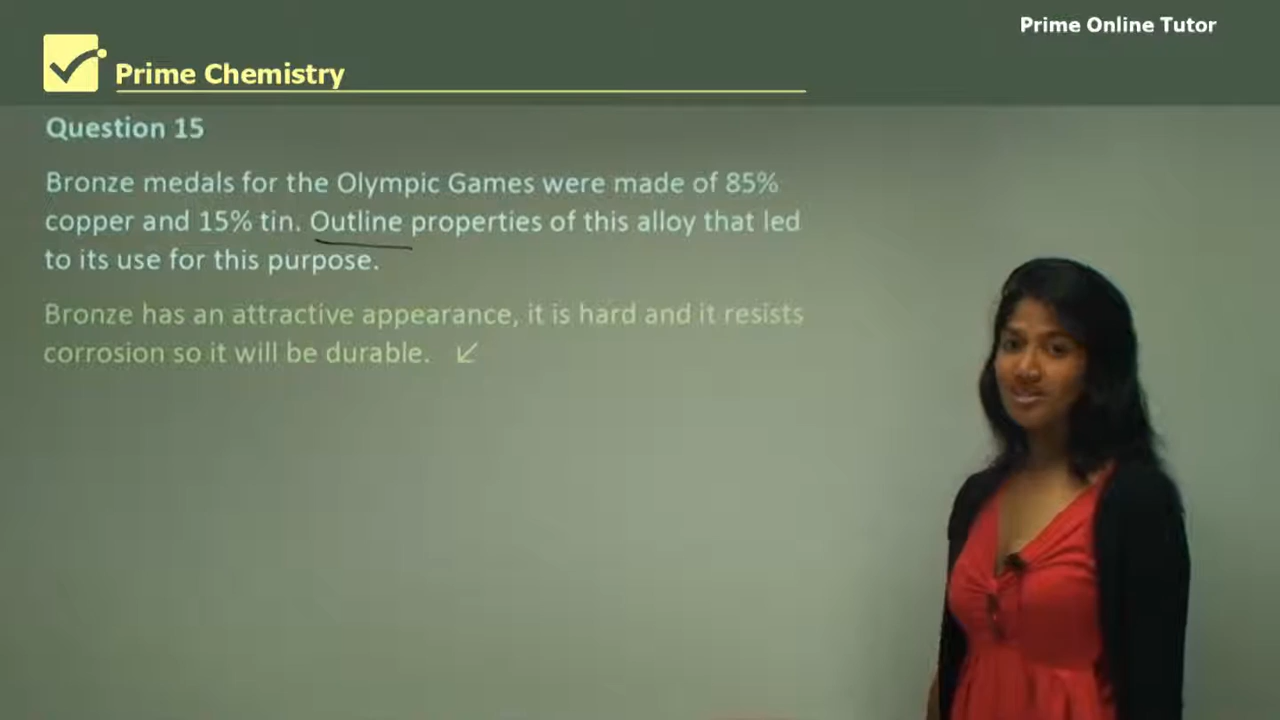 Prime Online Tutor
Prime Chemistry
Question 15
Bronze medals for the Olympic Games were made of 85%
copper and 15% tin. Outline properties of this alloy that led
to its use for this purpose.
Bronze has an attractive appearance, it is hard and it resists
corrosion so it will be durable.